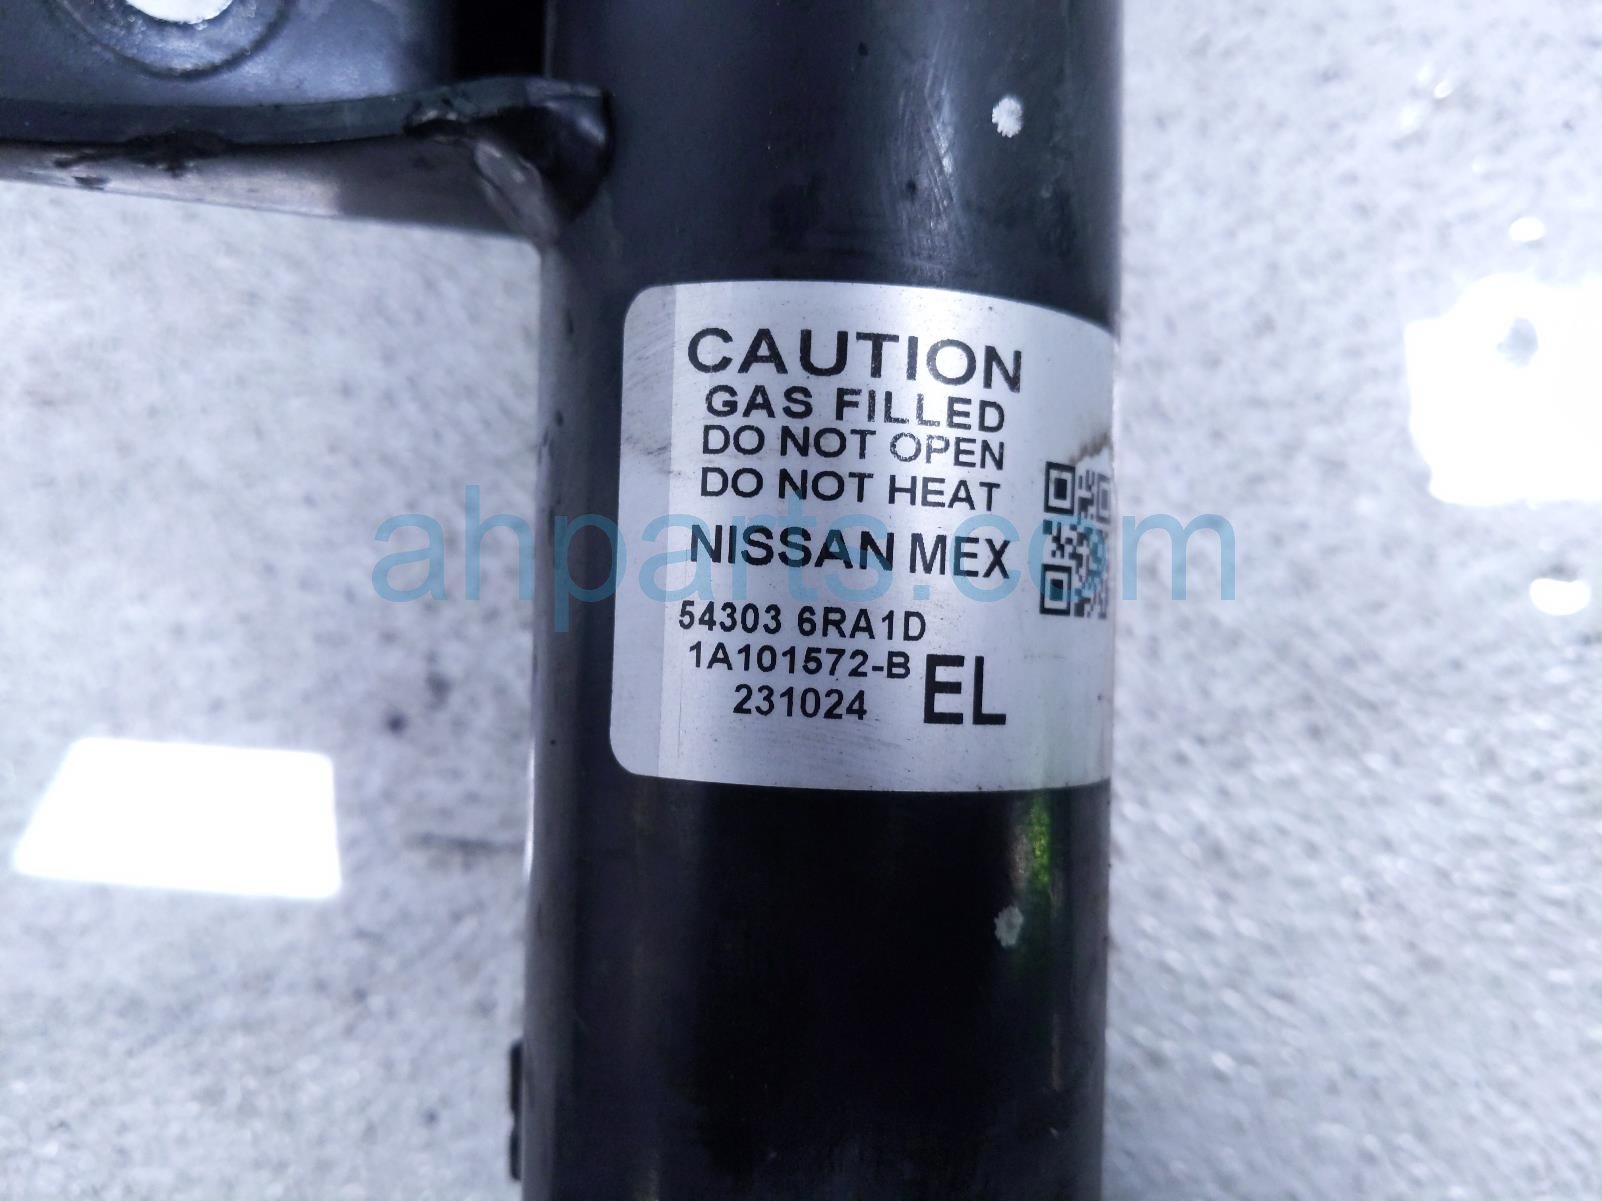 CAUTION
GAS FILLED
DO NOT OPEN
DO NOT HEAT
ahparts.com
NISSAN MEX
54303 6RA1D
1A101572-B
EL
231024